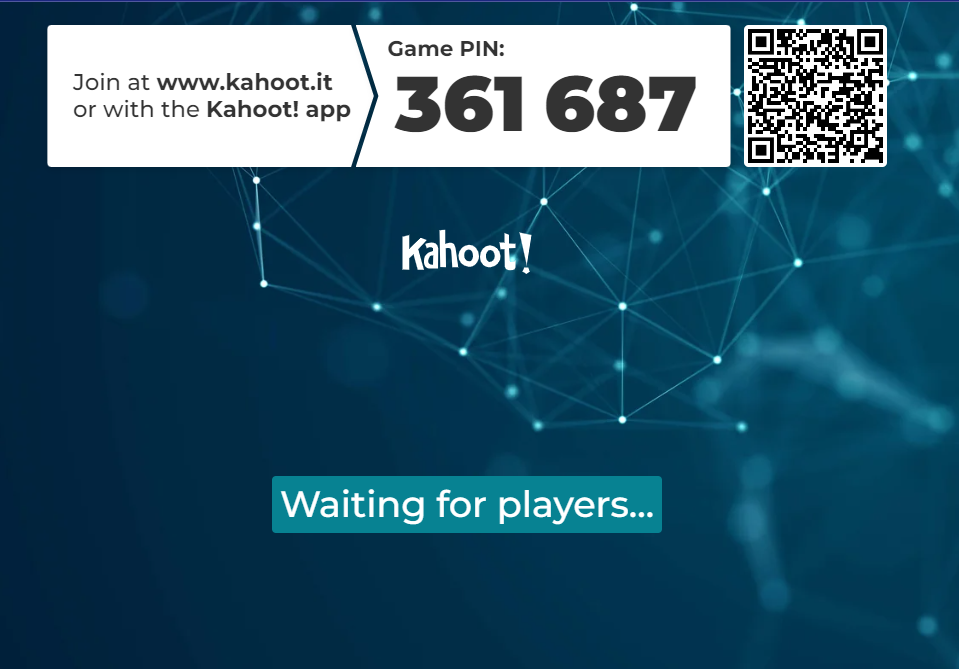 Join at www.kahoot.it
or with the Kahoot! app
Game PIN:
361 687
Kahoot!
Waiting for players...